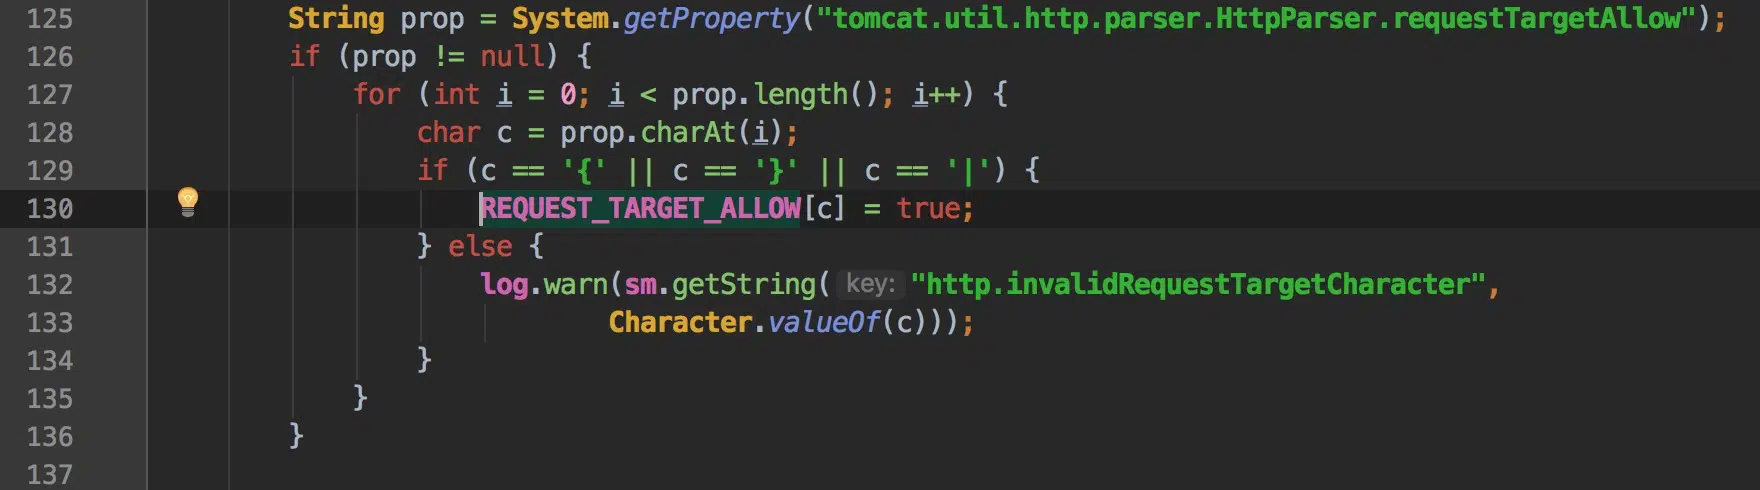 125 String prop = System.getProperty("tomcat.util.http.parser.HttpParser.requestTargetAllow");
126 if (prop != null) {
127 for (int i = 0; i < prop.length(); i++) {
128 char c = prop.charAt(i);
129 if (c == '{' || c == '}' || c == '|') {
130 REQUEST_TARGET_ALLOW[c] = true;
131 } else {
132 log.warn(sm.getString( key: "http.invalidRequestTargetCharacter",
133 Character.valueOf(c)));
134 }
135 }
136 }
137